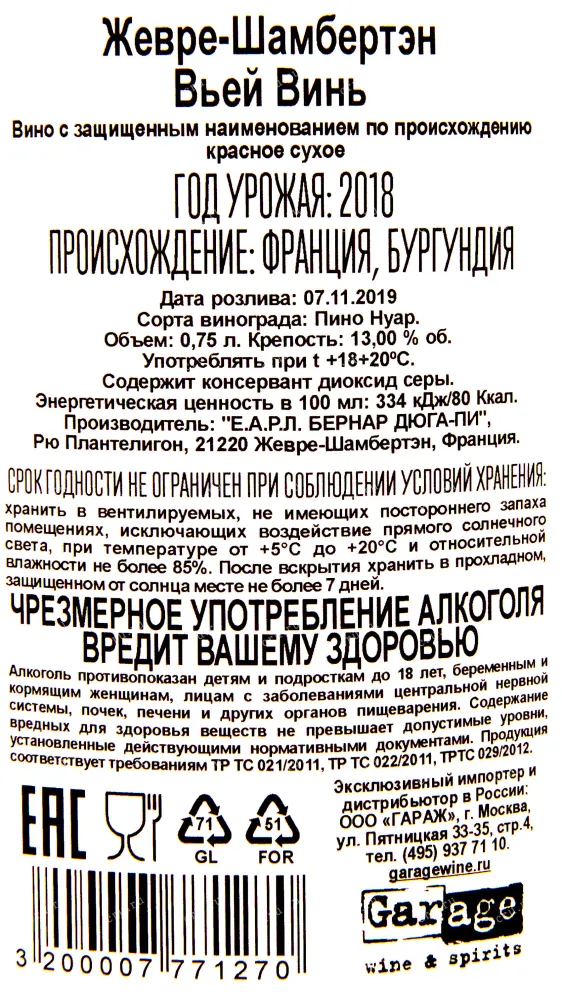 Жевре-Шамбертэн
Вьей Винь
Вино с защищенным наименованием по происхождению
красное сухое
ГОД УРОЖАЯ: 2018
ПРОИСХОЖДЕНИЕ: ФРАНЦИЯ, БУРГУНДИЯ
Дата розлива: 07.11.2019
Сорта винограда: Пино Нуар.
Объем: 0,75 л. Крепость: 13,00 % об.
Употреблять при t +18+20ºС.
Содержит консервант диоксид серы.
Энергетическая ценность в 100 мл: 334 кДж/80 Ккал.
Производитель: "Е.А.Р.Л. БЕРНАР ДЮГА-ПИ",
Рю Плантелигон, 21220 Жевре-Шамбертэн, Франция.
СРОК ГОДНОСТИ НЕ ОГРАНИЧЕН ПРИ СОБЛЮДЕНИИ УСЛОВИЙ ХРАНЕНИЯ:
хранить в вентилируемых, не имеющих постороннего запаха
помещениях, исключающих воздействие прямого солнечного
света, при температуре от +5°С до +20°С и относительной
влажности не более 85%. После вскрытия хранить в прохладном,
защищенном от солнца месте не более 7 дней.
ЧРЕЗМЕРНОЕ УПОТРЕБЛЕНИЕ АЛКОГОЛЯ
ВРЕДИТ ВАШЕМУ ЗДОРОВЬЮ
Алкоголь противопоказан детям и подросткам до 18 лет, беременным и
кормящим женщинам, лицам с заболеваниями центральной нервной
системы, почек, печени и других органов пищеварения. Содержание
вредных для здоровья веществ не превышает допустимые уровни,
установленные действующими нормативными документами. Продукция
соответствует требованиям ТР ТС 021/2011, ТР ТС 022/2011, ТРТС 029/2012.
Эксклюзивный импортер и
дистрибьютор в России:
ООО «ГАРАЖ», г. Москва,
ул. Пятницкая 33-35, стр.4,
тел. (495) 937 71 10.
garagewine.ru
EAC
71
GL
51
FOR
3 200007 771270
Garage
wine & spirits